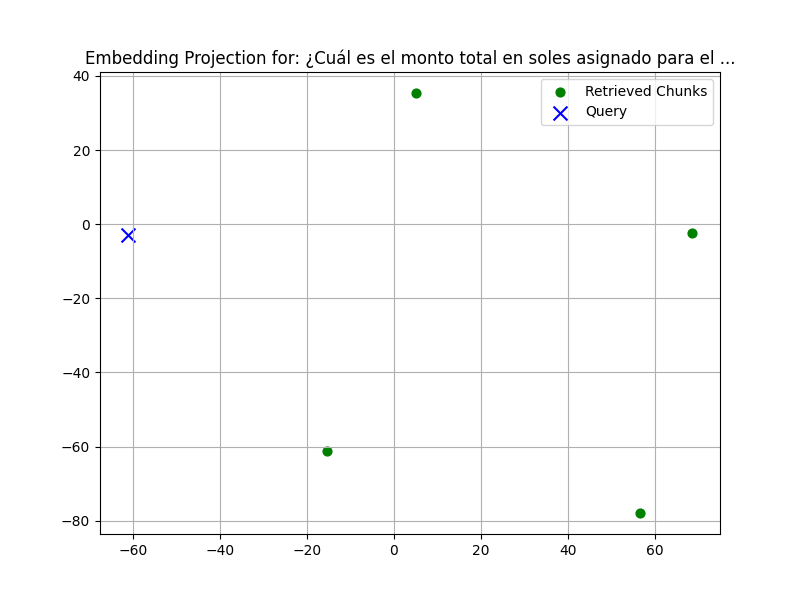 Embedding Projection for: ¿Cuál es el monto total en soles asignado para el ...
Retrieved Chunks
Query
40
20
0
−20
−40
−60
−80
−60 −40 −20 0 20 40 60